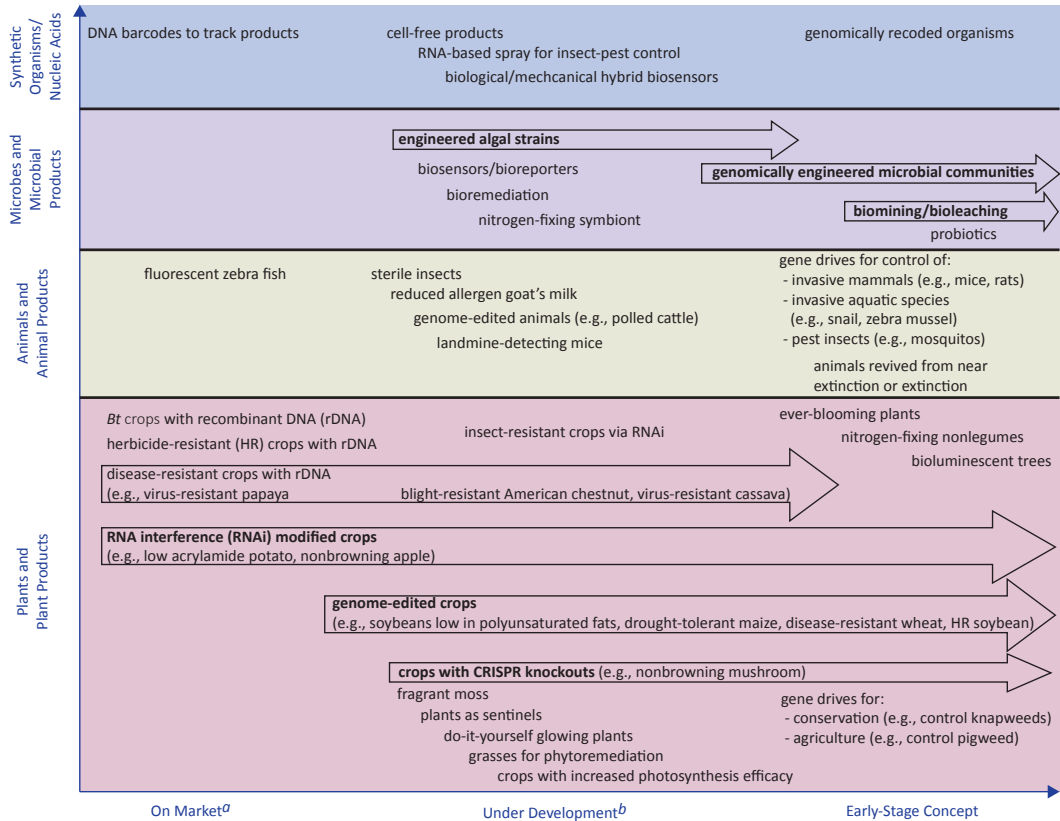 Synthetic
Organisms/
Nucleic Acids
DNA barcodes to track products
cell-free products
RNA-based spray for insect-pest control
biological/mechcanical hybrid biosensors
genomically recoded organisms
Microbes and
Microbial
Products
engineered algal strains
biosensors/bioreporters
bioremediation
nitrogen-fixing symbiont
genomically engineered microbial communities
biomining/bioleaching
probiotics
Animals and
Animal Products
fluorescent zebra fish
sterile insects
reduced allergen goat's milk
genome-edited animals (e.g., polled cattle)
landmine-detecting mice
gene drives for control of:
- invasive mammals (e.g., mice, rats)
- invasive aquatic species
(e.g., snail, zebra mussel)
- pest insects (e.g., mosquitos)
animals revived from near
extinction or extinction
Plants and
Plant Products
Bt crops with recombinant DNA (rDNA)
herbicide-resistant (HR) crops with rDNA
insect-resistant crops via RNAi
ever-blooming plants
nitrogen-fixing nonlegumes
bioluminescent trees
disease-resistant crops with rDNA
(e.g., virus-resistant papaya blight-resistant American chestnut, virus-resistant cassava)
RNA interference (RNAi) modified crops
(e.g., low acrylamide potato, nonbrowning apple)
genome-edited crops
(e.g., soybeans low in polyunsaturated fats, drought-tolerant maize, disease-resistant wheat, HR soybean)
crops with CRISPR knockouts (e.g., nonbrowning mushroom)
fragrant moss
plants as sentinels
do-it-yourself glowing plants
grasses for phytoremediation
crops with increased photosynthesis efficacy
gene drives for:
- conservation (e.g., control knapweeds)
- agriculture (e.g., control pigweed)
On Market a
Under Development b
Early-Stage Concept